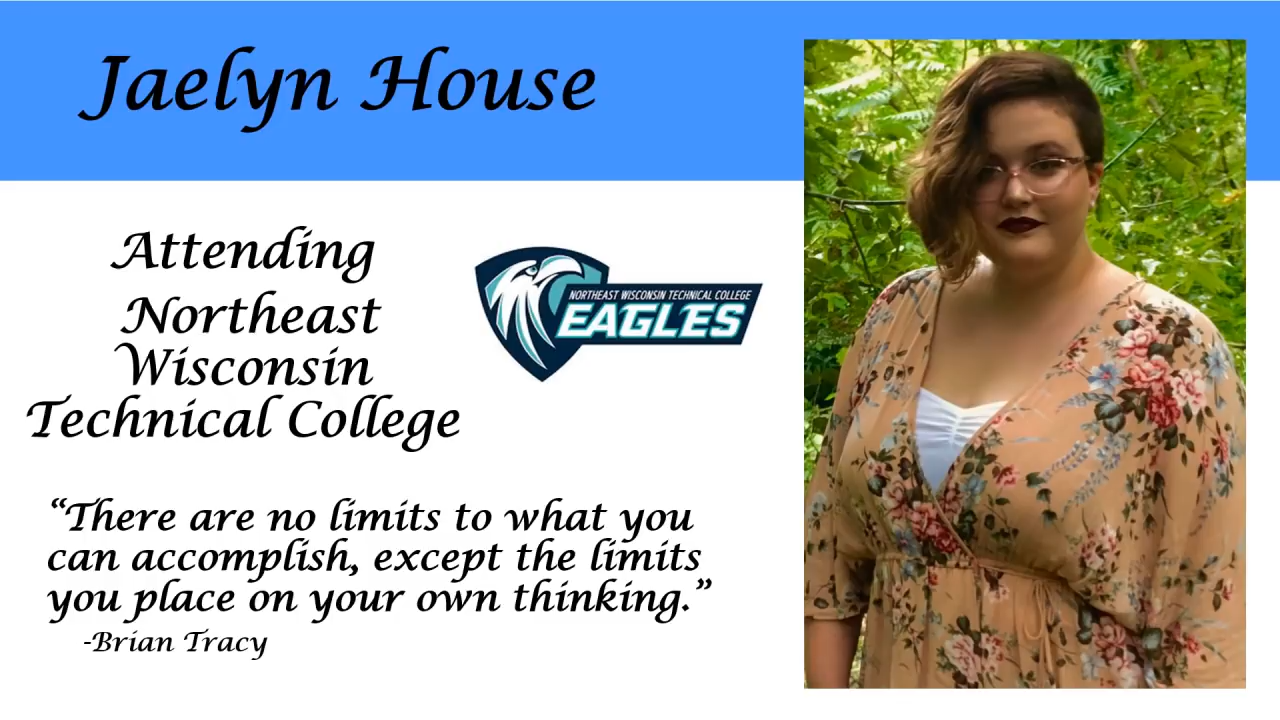 Jaelyn House
Attending
Northeast
Wisconsin
Technical College
NORTHEAST WISCONSIN TECHNICAL COLLEGE
EAGLES
“There are no limits to what you
can accomplish, except the limits
you place on your own thinking.”
-Brian Tracy